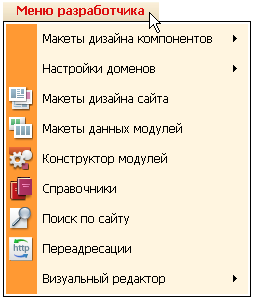 Меню разработчика
Макеты дизайна компонентов
Настройки доменов
Макеты дизайна сайта
Макеты данных модулей
Конструктор модулей
Справочники
Поиск по сайту
http
Переадресации
Визуальный редактор